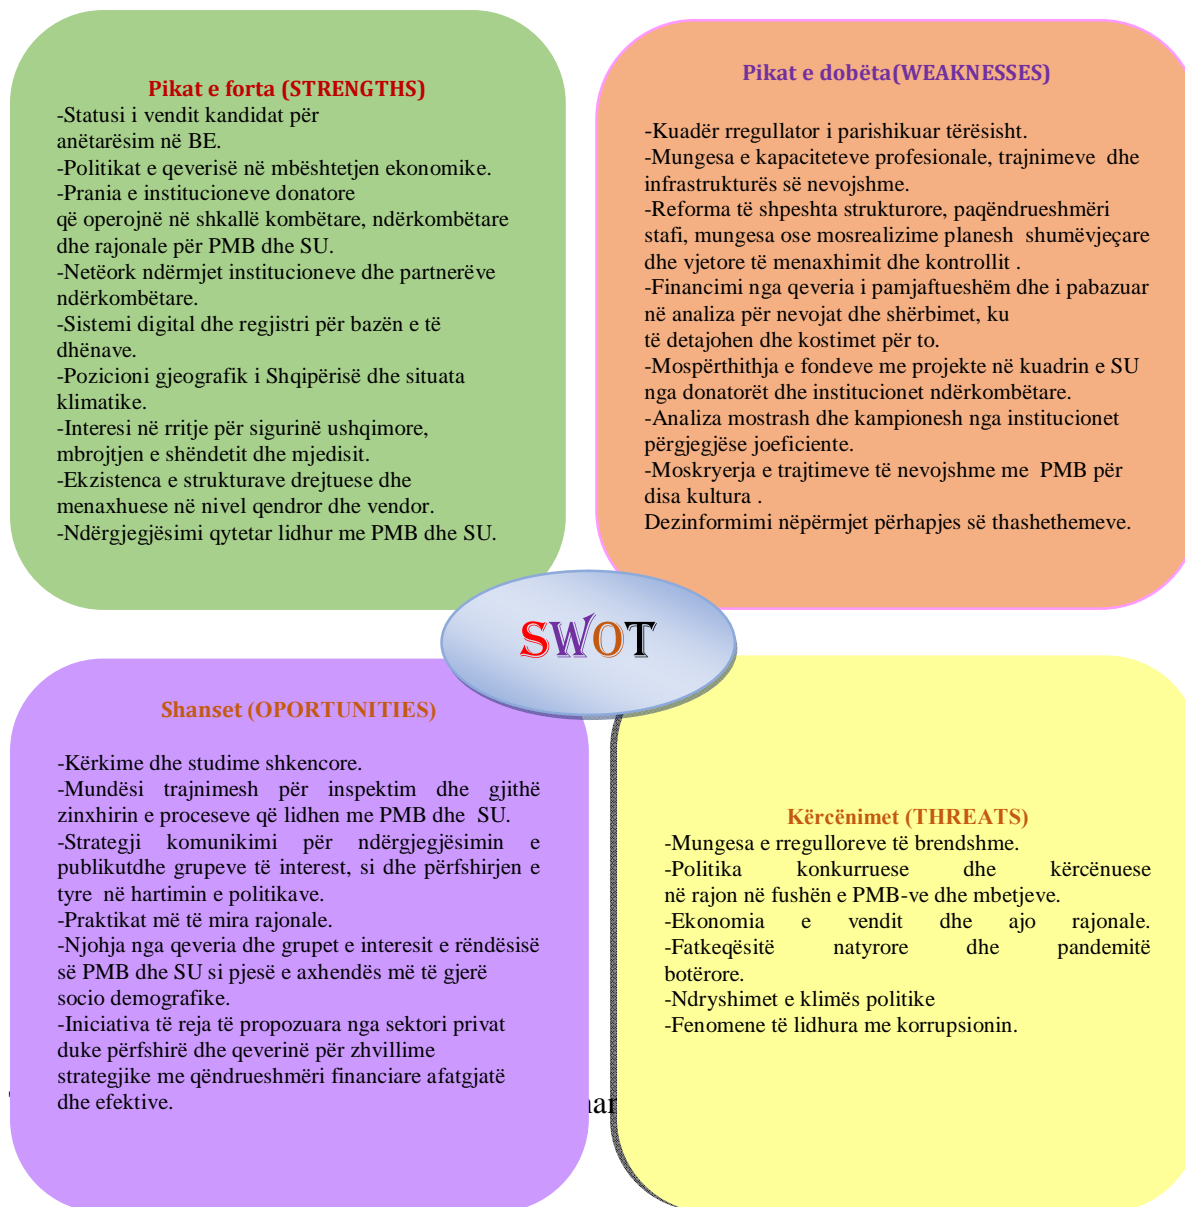 Pikat e forta (STRENGTHS)
-Statusi i vendit kandidat për
anëtarësim në BE.
-Politikat e qeverisë në mbështetjen ekonomike.
-Prania e institucioneve donatore
që operojnë në shkallë kombëtare, ndërkombëtare
dhe rajonale për PMB dhe SU.
-Netëork ndërmjet institucioneve dhe partnerëve
ndërkombëtare.
-Sistemi digital dhe regjistri për bazën e të
dhënave.
-Pozicioni gjeografik i Shqipërisë dhe situata
klimatike.
-Interesi në rritje për sigurinë ushqimore,
mbrojtjen e shëndetit dhe mjedisit.
-Ekzistenca e strukturave drejtuese dhe
menaxhuese në nivel qendror dhe vendor.
-Ndërgjegjësimi qytetar lidhur me PMB dhe SU.
Pikat e dobëta(WEAKNESSES)
-Kuadër rregullator i parishikuar tërësisht.
-Mungesa e kapaciteteve profesionale, trajnimeve dhe
infrastrukturës së nevojshme.
-Reforma të shpeshta strukturore, paqëndrueshmëri
stafi, mungesa ose mosrealizime planesh shumëvjeçare
dhe vjetore të menaxhimit dhe kontrollit .
-Financimi nga qeveria i pamjaftueshëm dhe i pabazuar
në analiza për nevojat dhe shërbimet, ku
të detajohen dhe kostimet për to.
-Mospërthithja e fondeve me projekte në kuadrin e SU
nga donatorët dhe institucionet ndërkombëtare.
-Analiza mostrash dhe kampionesh nga institucionet
përgjegjëse joeficiente.
-Moskryerja e trajtimeve të nevojshme me PMB për
disa kultura .
Dezinformimi nëpërmjet përhapjes së thashethemeve.
SWOT
Shanset (OPORTUNITIES)
-Kërkime dhe studime shkencore.
-Mundësi trajnimesh për inspektim dhe gjithë
zinxhirin e proceseve që lidhen me PMB dhe SU.
-Strategji komunikimi për ndërgjegjësimin e
publikutdhe grupeve të interest, si dhe përfshirjen e
tyre në hartimin e politikave.
-Praktikat më të mira rajonale.
-Njohja nga qeveria dhe grupet e interesit e rëndësisë
së PMB dhe SU si pjesë e axhendës më të gjerë
socio demografike.
-Iniciativa të reja të propozuara nga sektori privat
duke përfshirë dhe qeverinë për zhvillime
strategjike me qëndrueshmëri financiare afatgjatë
dhe efektive.
Kërcënimet (THREATS)
-Mungesa e rregulloreve të brendshme.
-Politika konkurruese dhe kërcënuese
në rajon në fushën e PMB-ve dhe mbetjeve.
-Ekonomia e vendit dhe ajo rajonale.
-Fatkeqësitë natyrore dhe pandemitë
botërore.
-Ndryshimet e klimës politike
-Fenomene të lidhura me korrupsionin.